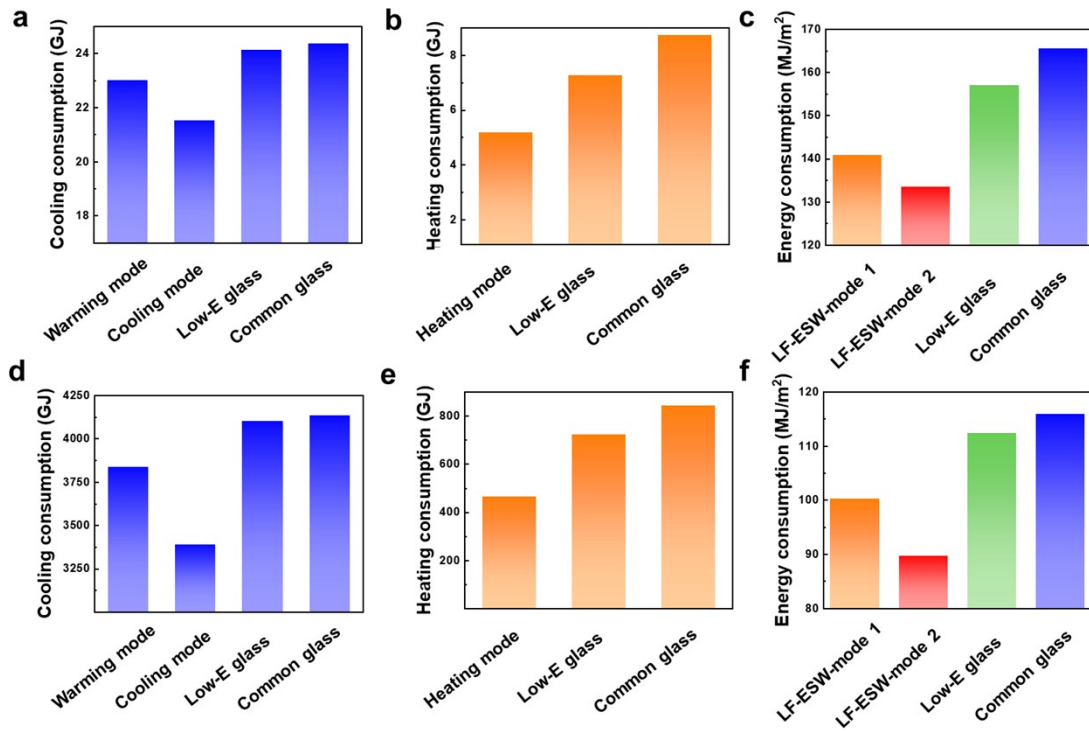 a
Cooling consumption (GJ)
24
22
20
18
Warming mode
Cooling mode
Low-E glass
Common glass
b
Heating consumption (GJ)
8
6
4
2
Heating mode
Low-E glass
Common glass
c
Energy consumption (MJ/m²)
170
160
150
140
130
120
LF-ESW-mode 1
LF-ESW-mode 2
Low-E glass
Common glass
d
Cooling consumption (GJ)
4250
4000
3750
3500
3250
Warming mode
Cooling mode
Low-E glass
Common glass
e
Heating consumption (GJ)
800
600
400
200
Heating mode
Low-E glass
Common glass
f
Energy consumption (MJ/m²)
120
110
100
90
80
LF-ESW-mode 1
LF-ESW-mode 2
Low-E glass
Common glass